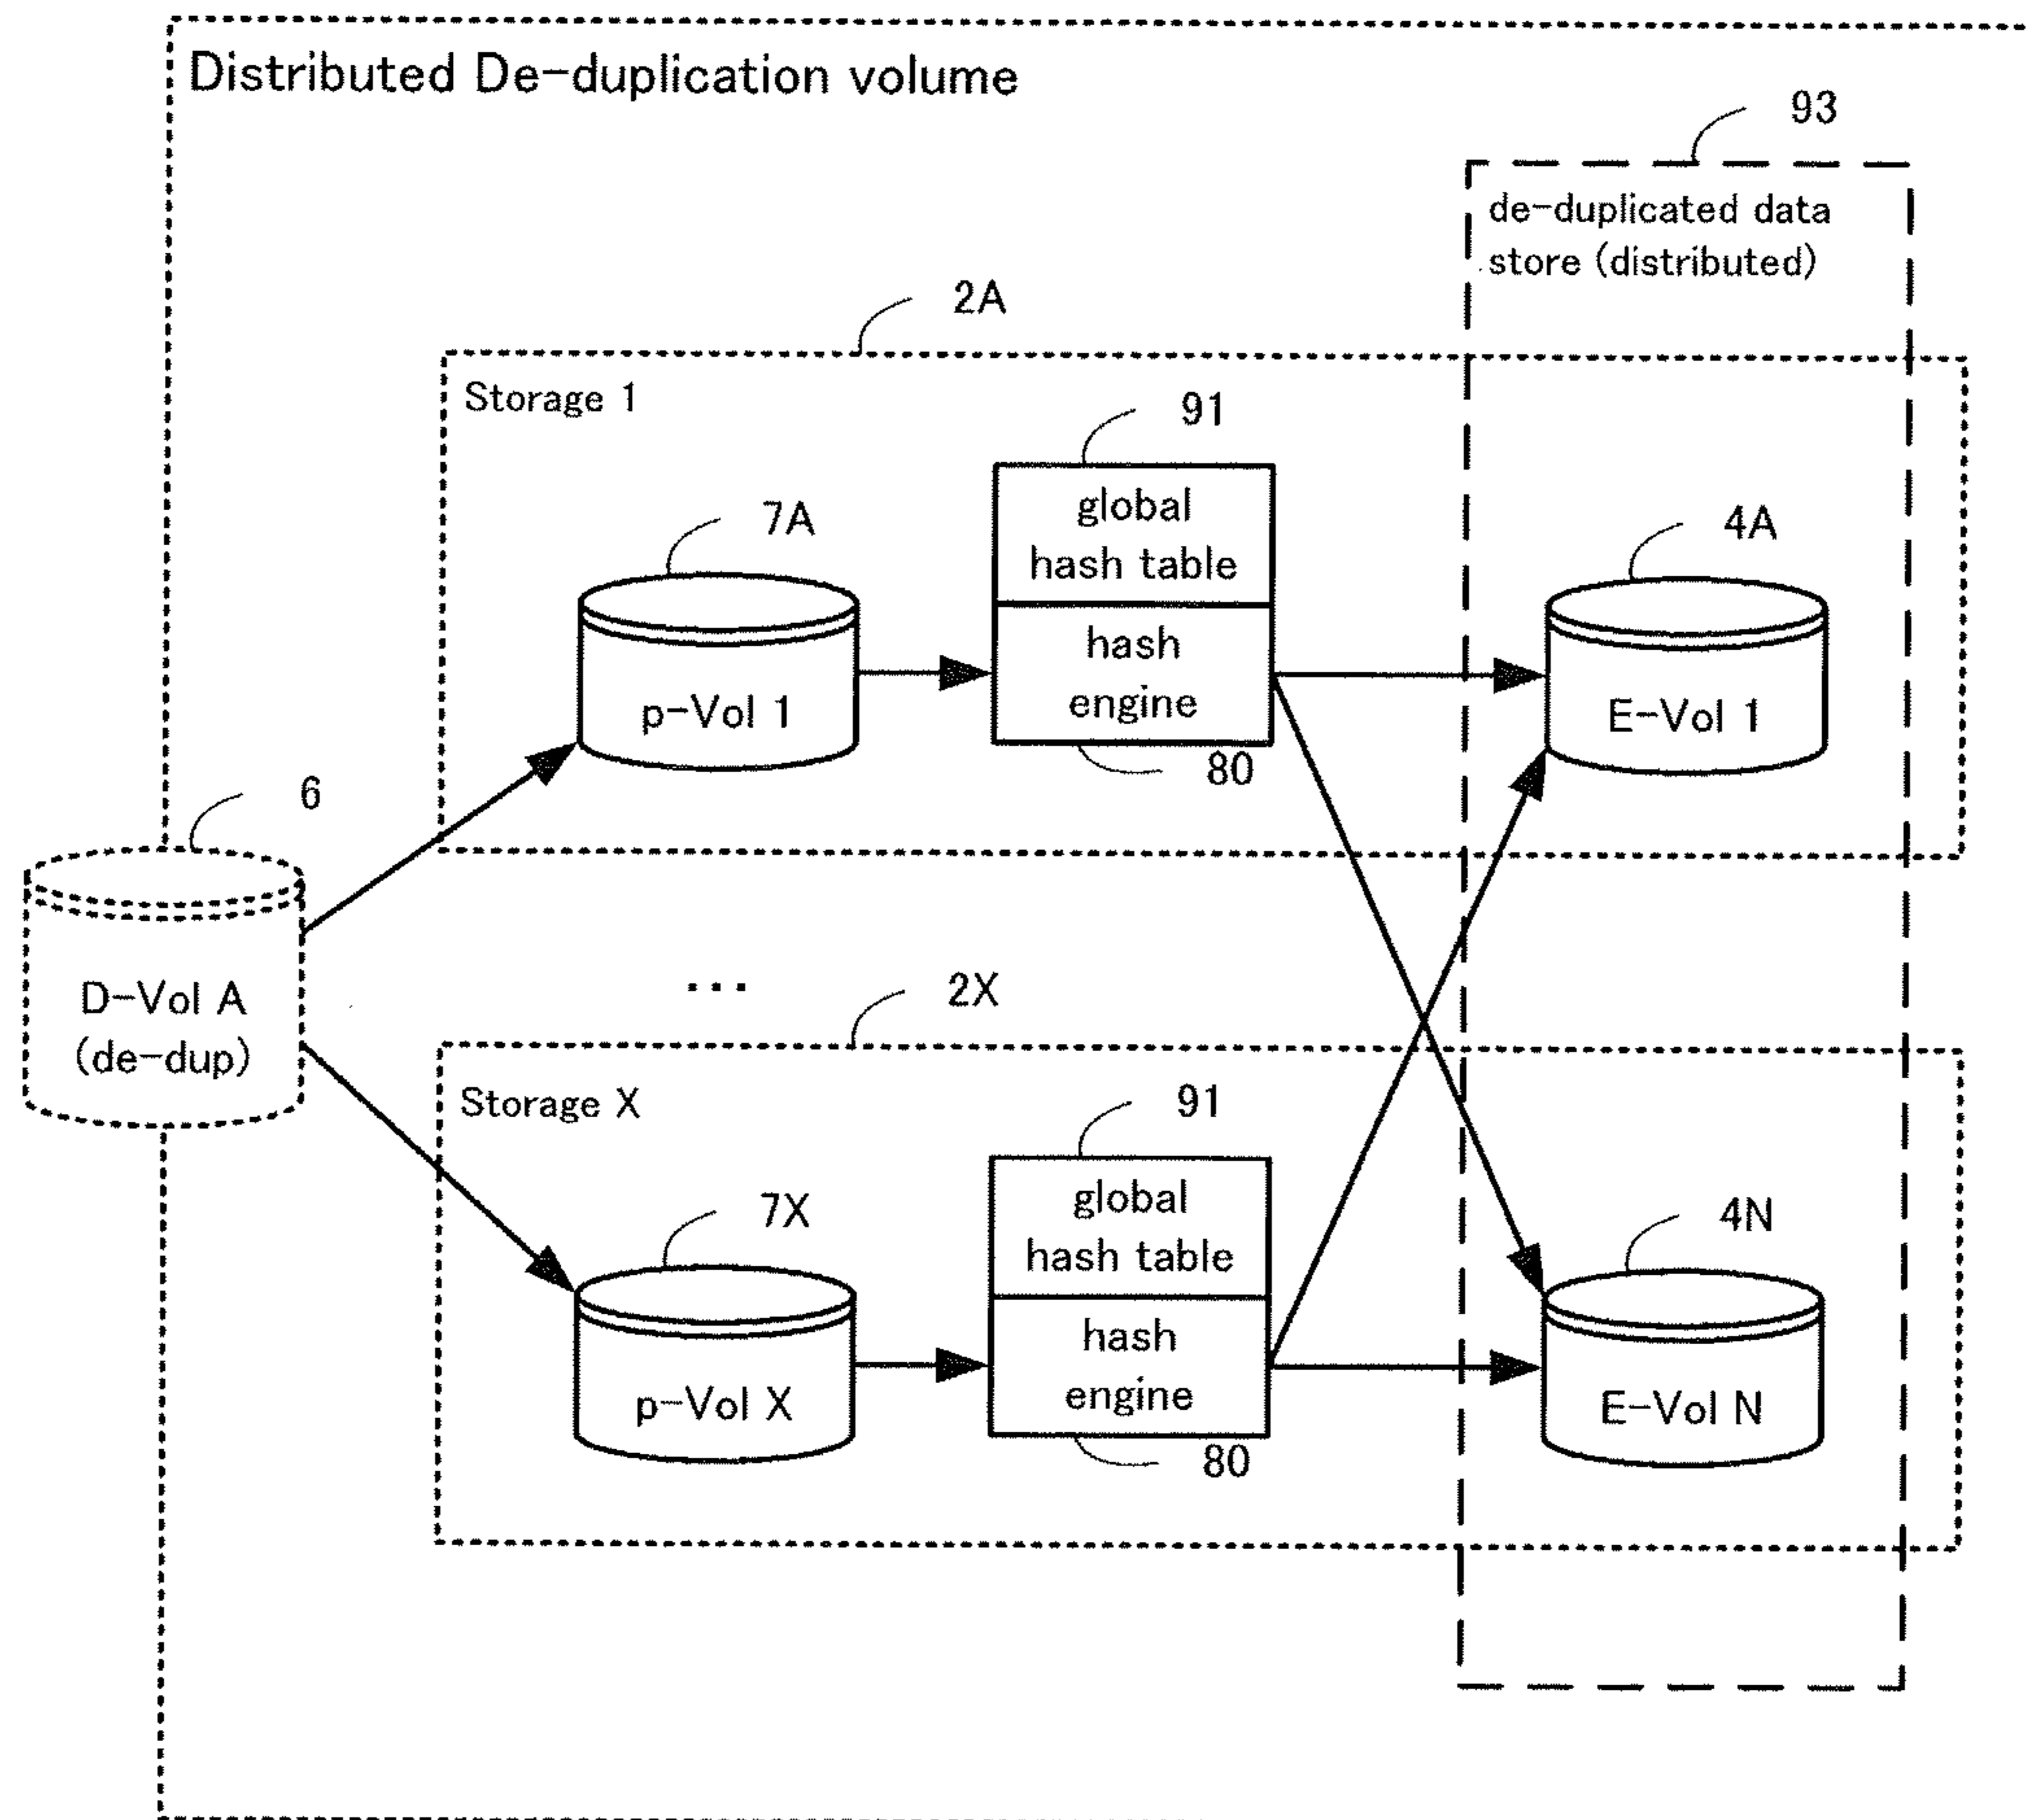 Distributed De-duplication volume
93
de-duplicated data
store (distributed)
2A
Storage 1
91
global
hash table
7A
4A
hash
engine
p-Vol 1
E-Vol 1
80
6
D-Vol A
(de-dup)
...
2X
Storage X
91
global
hash table
7X
4N
hash
engine
p-Vol X
E-Vol N
80